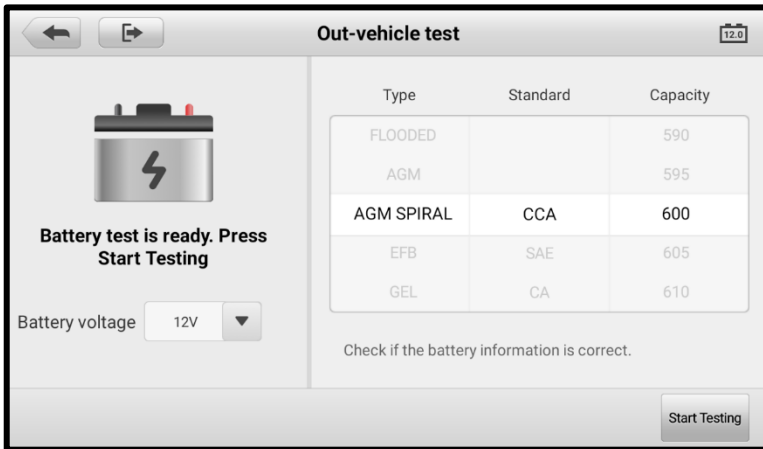 Out-vehicle test
12.0
Battery test is ready. Press
Start Testing
Battery voltage 12V
Type Standard Capacity
FLOODED 590
AGM 595
AGM SPIRAL CCA 600
EFB SAE 605
GEL CA 610
Check if the battery information is correct.
Start Testing